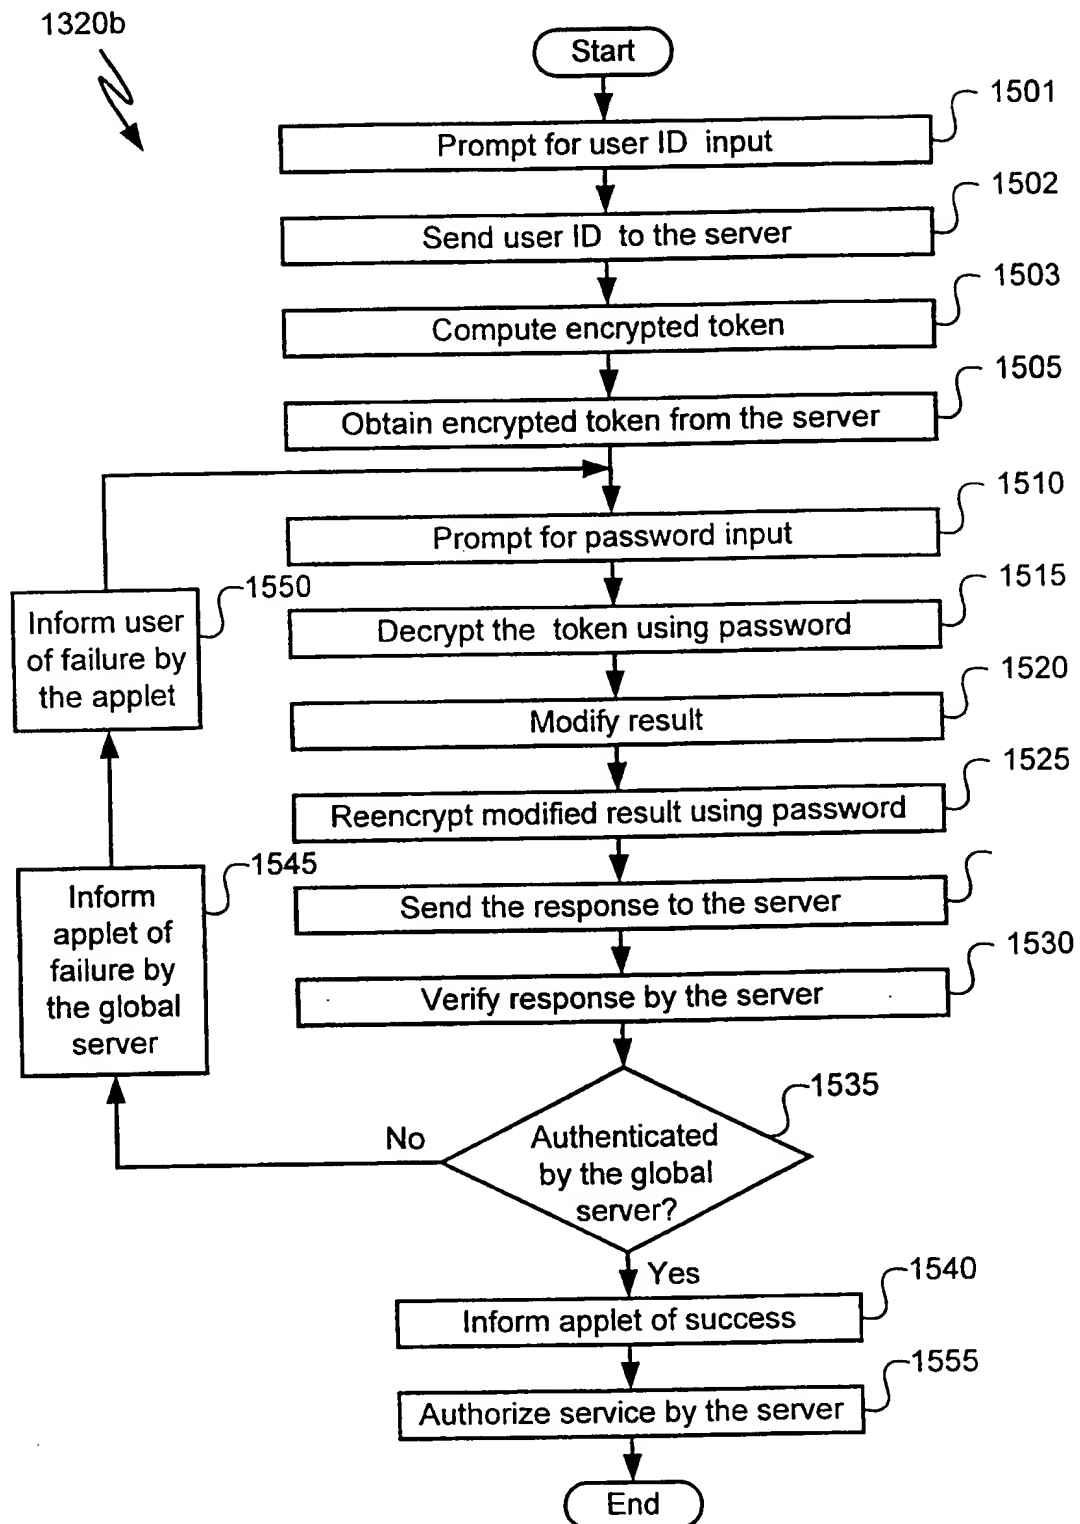 1320b
Start
1501
Prompt for user ID input
1502
Send user ID to the server
1503
Compute encrypted token
1505
Obtain encrypted token from the server
1510
Prompt for password input
1515
Decrypt the token using password
1520
Modify result
1525
Reencrypt modified result using password
Send the response to the server
1530
Verify response by the server
1535
Authenticated
by the global
server?
No
1545
Inform
applet of
failure by
the global
server
1550
Inform user
of failure by
the applet
Yes
1540
Inform applet of success
1555
Authorize service by the server
End